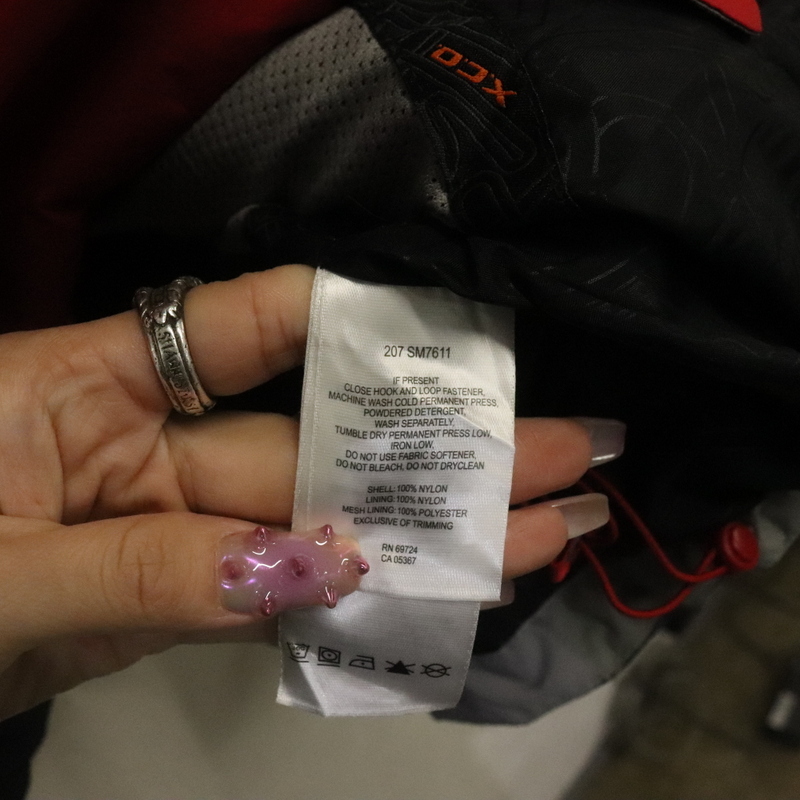 X.C.O.
207 SM7611
IF PRESENT
CLOSE HOOK AND LOOP FASTENER,
MACHINE WASH COLD PERMANENT PRESS,
POWDERED DETERGENT,
WASH SEPARATELY,
TUMBLE DRY PERMANENT PRESS LOW,
IRON LOW,
DO NOT USE FABRIC SOFTENER,
DO NOT BLEACH. DO NOT DRYCLEAN
SHELL: 100% NYLON
LINING: 100% NYLON
MESH LINING: 100% POLYESTER
EXCLUSIVE OF TRIMMING
RN 69724
CA 05367